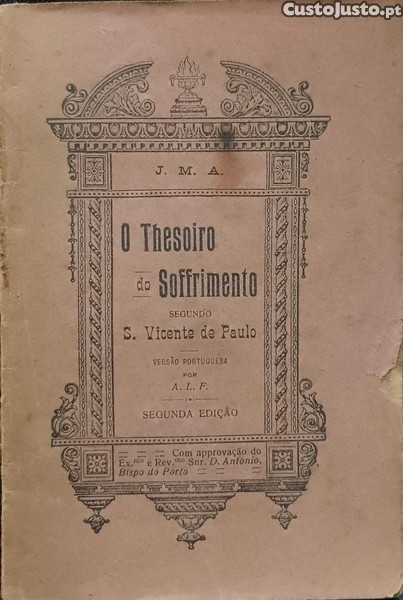 CustoJusto.pt
J. M. A.
O Thesoiro
do Soffrimento
SEGUNDO
S. Vicente de Paulo
VERSÃO PORTUGUEBA
POR
A. L. F.
SEGUNDA EDIÇÃO
Com approvação do
Ex.mo e Rev.mo Snr. D. Antonio,
Bispo do Porto